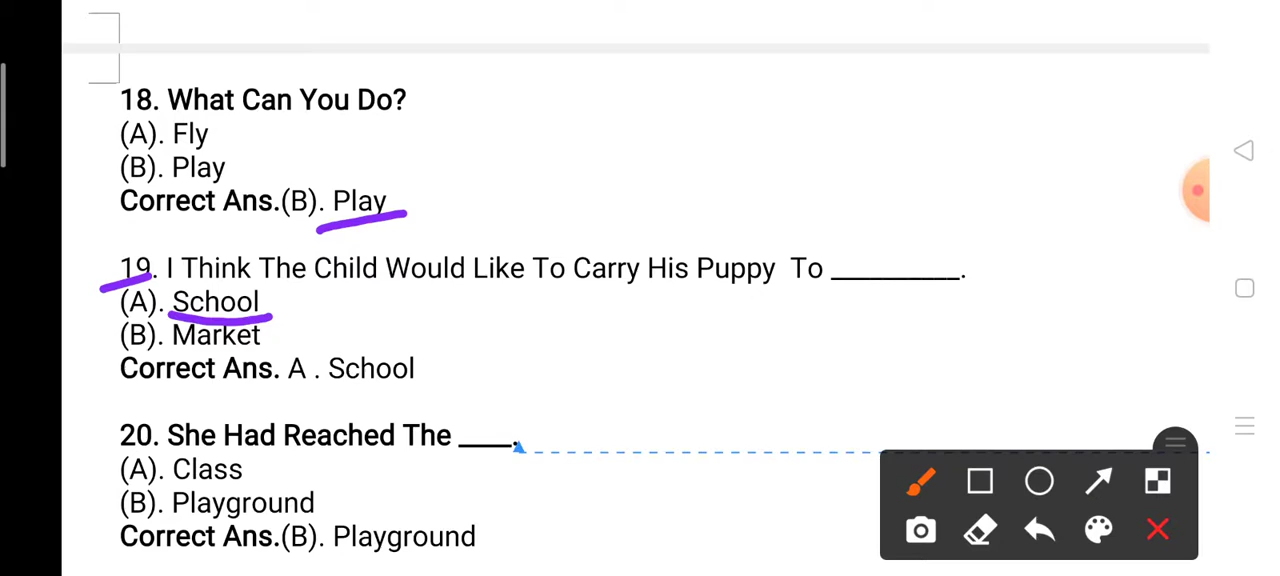 18. What Can You Do?
(A). Fly
(B). Play
Correct Ans.(B). Play
19. I Think The Child Would Like To Carry His Puppy  To __________.
(A). School
(B). Market
Correct Ans. A . School
20. She Had Reached The ____.
(A). Class
(B). Playground
Correct Ans.(B). Playground